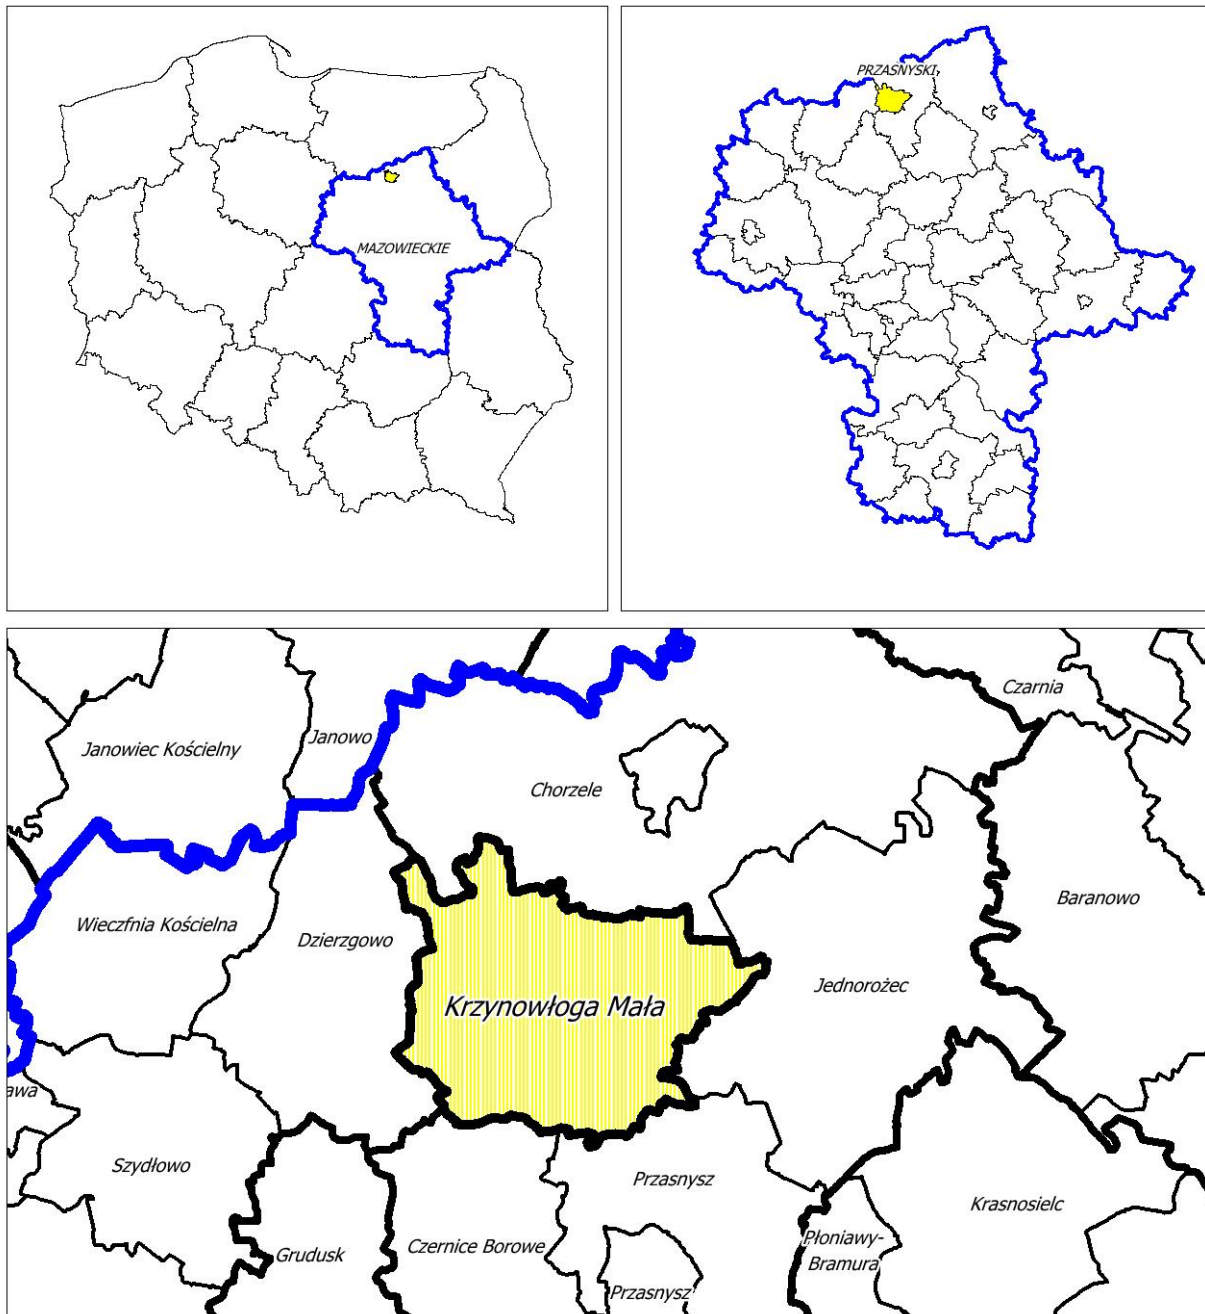 MAZOWIECKIE
PRZASNYSKI
Czarnia
Janowo
Janowiec Kościelny
Chorzele
Baranowo
Wieczfnia Kościelna
Dzierzgowo
Jednorożec
Krzynowłoga Mała
awa
Szydłowo
Przasnysz
Krasnosielc
Płoniawy-
Bramura
Czernice Borowe
Grudusk
Przasnysz